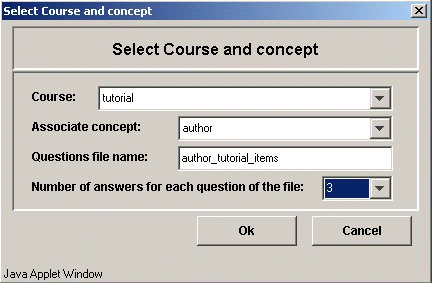 Select Course and concept
Select Course and concept
Course: tutorial
Associate concept: author
Questions file name: author_tutorial_items
Number of answers for each question of the file: 3
Ok Cancel
Java Applet Window